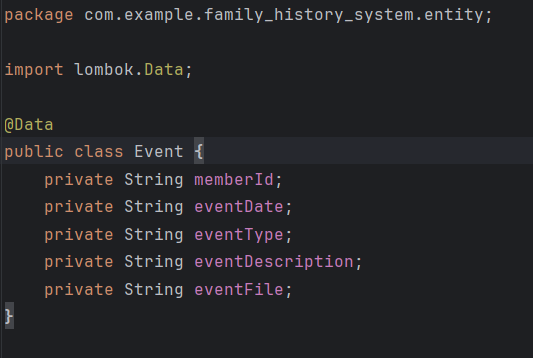 package com.example.family_history_system.entity;
import lombok.Data;
@Data
public class Event {
    private String memberId;
    private String eventDate;
    private String eventType;
    private String eventDescription;
    private String eventFile;
}